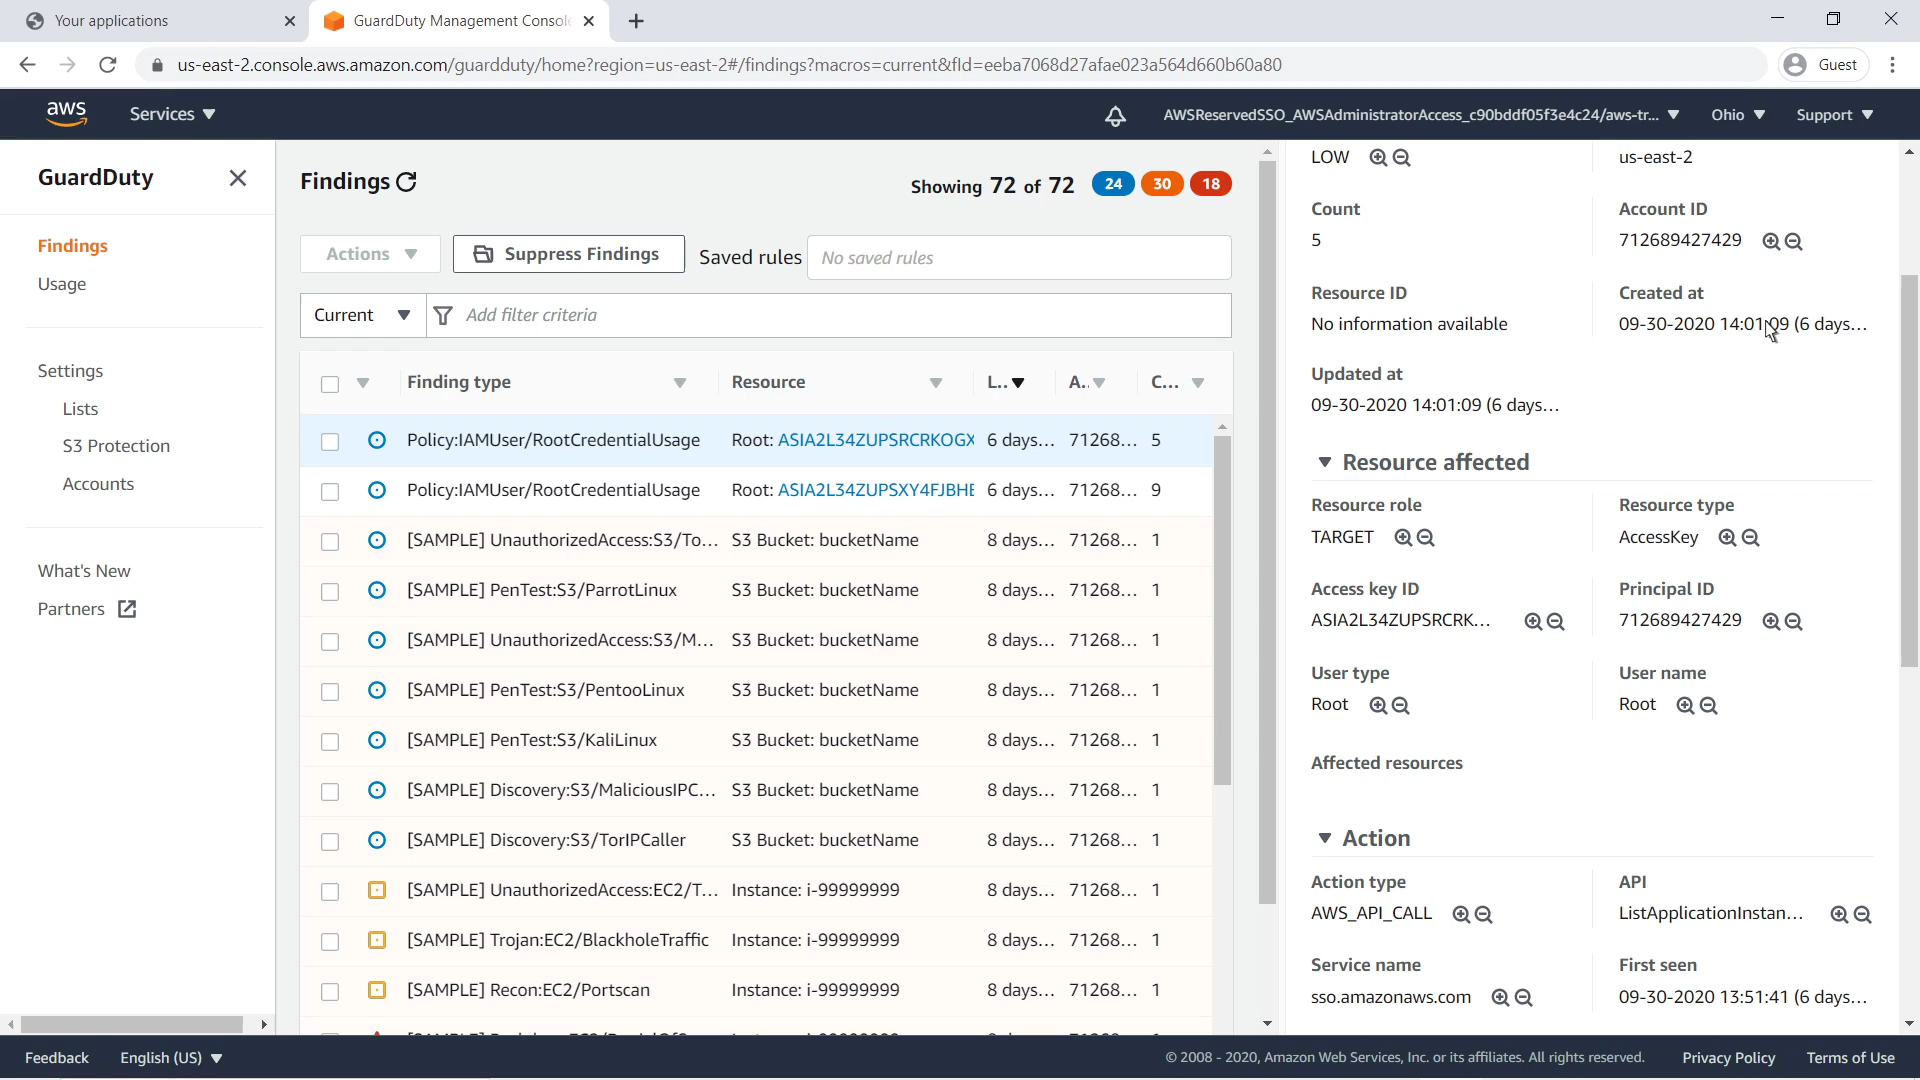 Your applications
GuardDuty Management Consol
us-east-2.console.aws.amazon.com/guardduty/home?region=us-east-2#/findings?macros=current&fId=eeba7068d27afae023a564d660b60a80
Guest
aws
Services
AWSReservedSSO_AWSAdministratorAccess_c90bddf05f3e4c24/aws-tr...
Ohio
Support
GuardDuty
Findings
Usage
Settings
Lists
S3 Protection
Accounts
What's New
Partners
Findings
Showing 72 of 72 24 30 18
Actions
Suppress Findings
Saved rules
No saved rules
Current
Add filter criteria
Finding type Resource L.. A.. C...
Policy:IAMUser/RootCredentialUsage Root: ASIA2L34ZUPSRCRKOGX 6 days... 71268... 5
Policy:IAMUser/RootCredentialUsage Root: ASIA2L34ZUPSXY4FJBHE 6 days... 71268... 9
[SAMPLE] UnauthorizedAccess:S3/To... S3 Bucket: bucketName 8 days... 71268... 1
[SAMPLE] PenTest:S3/ParrotLinux S3 Bucket: bucketName 8 days... 71268... 1
[SAMPLE] UnauthorizedAccess:S3/M... S3 Bucket: bucketName 8 days... 71268... 1
[SAMPLE] PenTest:S3/PentooLinux S3 Bucket: bucketName 8 days... 71268... 1
[SAMPLE] PenTest:S3/KaliLinux S3 Bucket: bucketName 8 days... 71268... 1
[SAMPLE] Discovery:S3/MaliciousIPC... S3 Bucket: bucketName 8 days... 71268... 1
[SAMPLE] Discovery:S3/TorIPCaller S3 Bucket: bucketName 8 days... 71268... 1
[SAMPLE] UnauthorizedAccess:EC2/T... Instance: i-99999999 8 days... 71268... 1
[SAMPLE] Trojan:EC2/BlackholeTraffic Instance: i-99999999 8 days... 71268... 1
[SAMPLE] Recon:EC2/Portscan Instance: i-99999999 8 days... 71268... 1
LOW us-east-2
Count Account ID
5 712689427429
Resource ID Created at
No information available 09-30-2020 14:01:09 (6 days...
Updated at
09-30-2020 14:01:09 (6 days...
Resource affected
Resource role Resource type
TARGET AccessKey
Access key ID Principal ID
ASIA2L34ZUPSRCRK... 712689427429
User type User name
Root Root
Affected resources
Action
Action type API
AWS_API_CALL ListApplicationInstan...
Service name First seen
sso.amazonaws.com 09-30-2020 13:51:41 (6 days...
Feedback
English (US)
© 2008 - 2020, Amazon Web Services, Inc. or its affiliates. All rights reserved.
Privacy Policy
Terms of Use